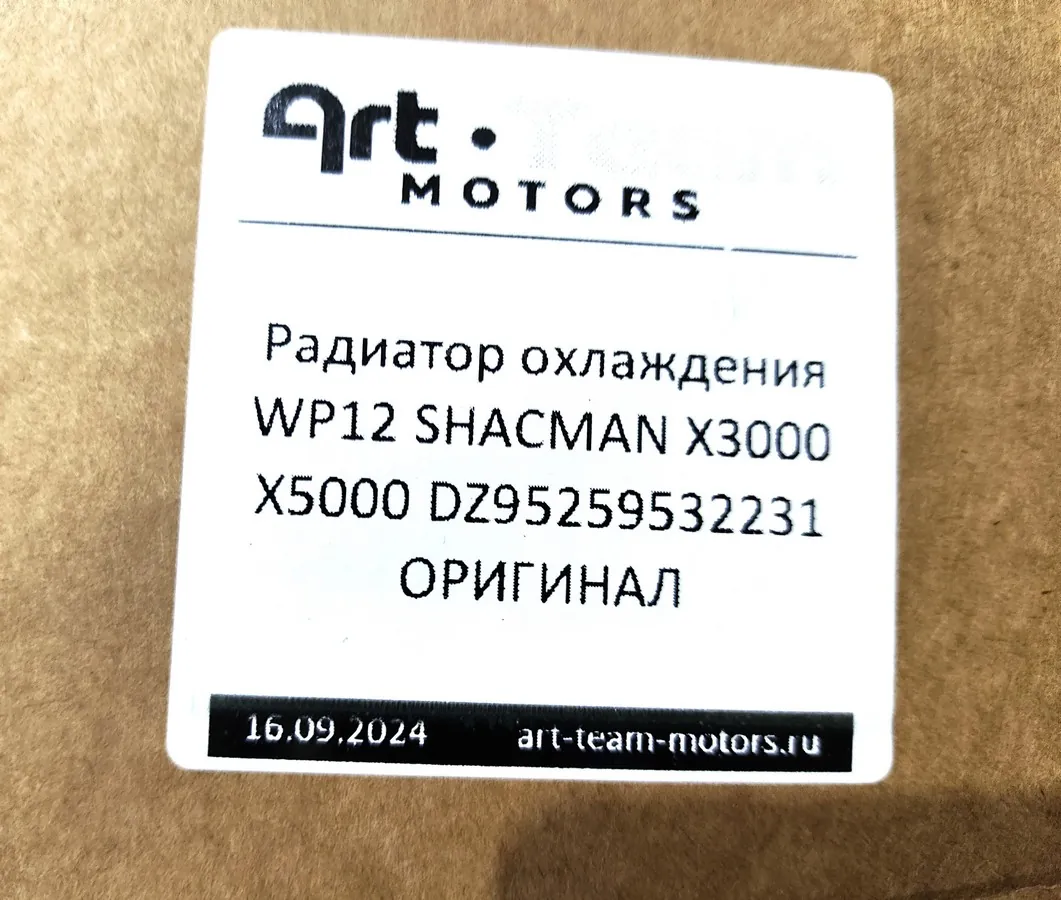 art • Team
MOTORS
Радиатор охлаждения
WP12 SHACMAN X3000
X5000 DZ95259532231
ОРИГИНАЛ
16.09.2024 art-team-motors.ru